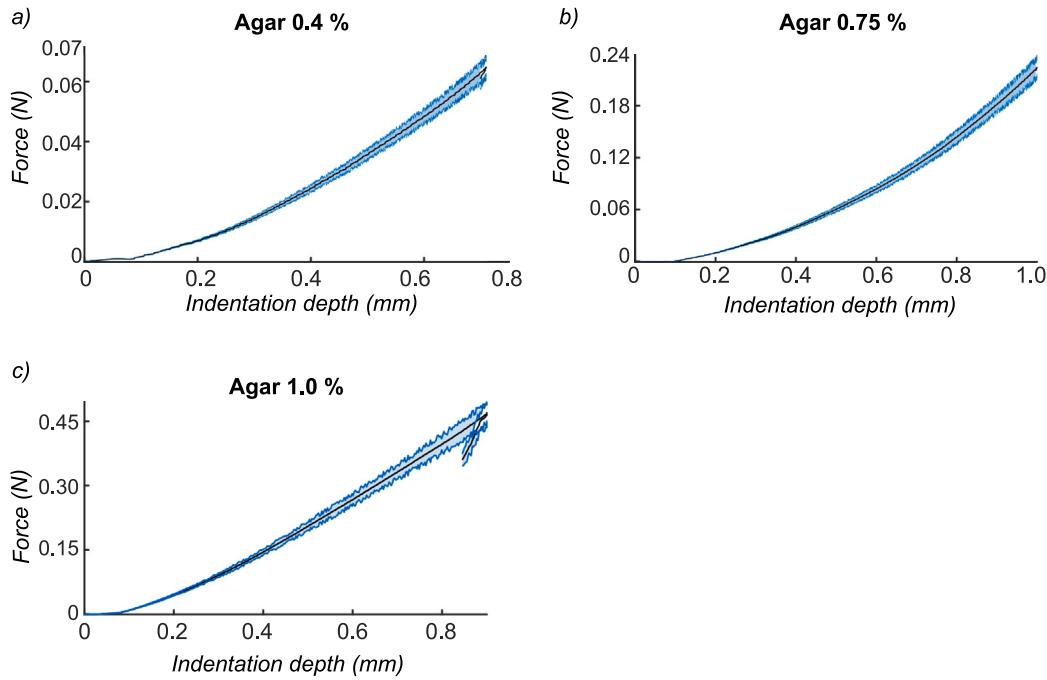 a)
Agar 0.4 %
0.07
0.06
0.04
0.02
0
Force (N)
0
0.2
0.4
0.6
0.8
Indentation depth (mm)
b)
Agar 0.75 %
0.24
0.18
0.12
0.06
0
Force (N)
0
0.2
0.4
0.6
0.8
1.0
Indentation depth (mm)
c)
Agar 1.0 %
0.45
0.30
0.15
0
Force (N)
0
0.2
0.4
0.6
0.8
Indentation depth (mm)